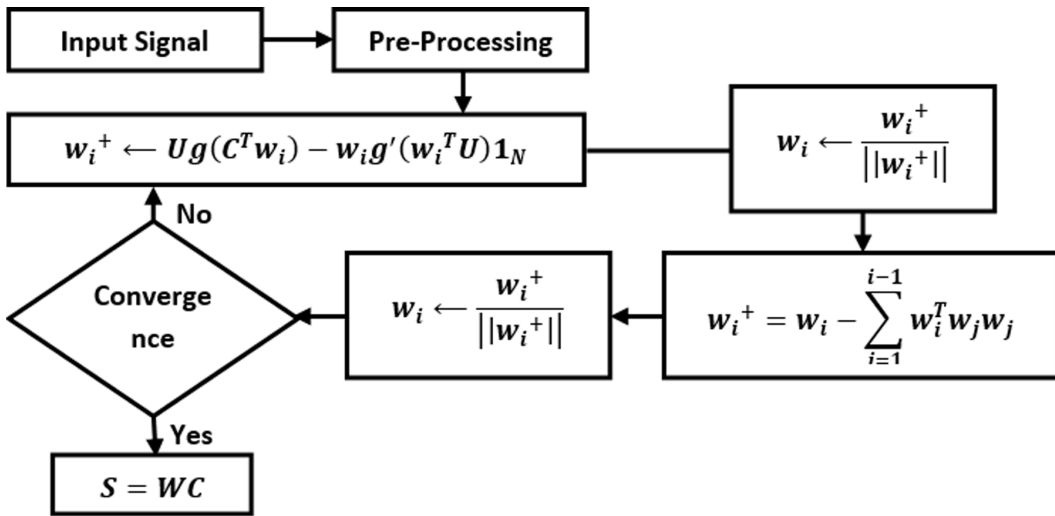 Input Signal
Pre-Processing
w_i^+ ← Ug(C^T w_i) − w_i g′(w_i^T U)1_N
w_i ← w_i^+ / ||w_i^+||
No
Converge
nce
w_i ← w_i^+ / ||w_i^+||
w_i^+ = w_i − ∑_{i=1}^{i−1} w_i^T w_j w_j
Yes
S = WC